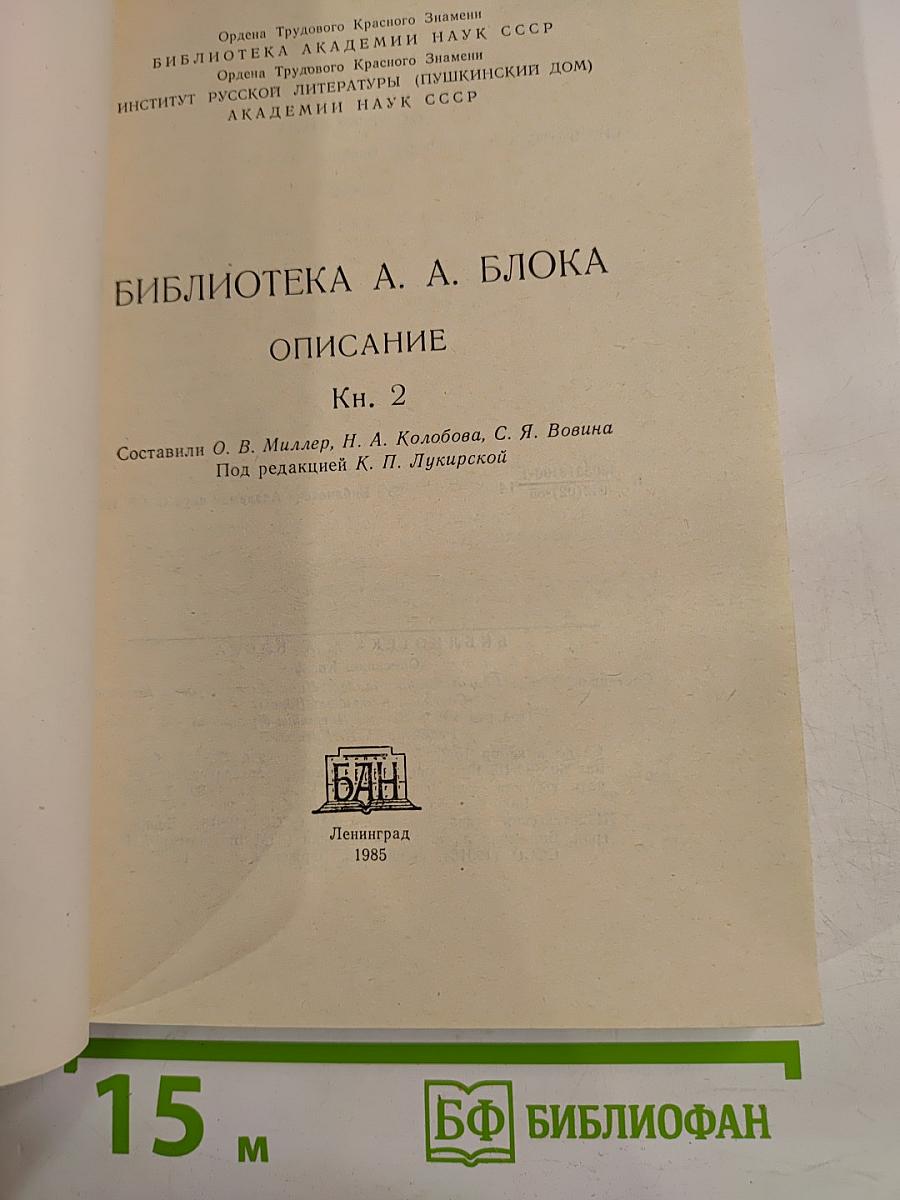 Ордена Трудового Красного Знамени
БИБЛИОТЕКА АКАДЕМИИ НАУК СССР
Ордена Трудового Красного Знамени
ИНСТИТУТ РУССКОЙ ЛИТЕРАТУРЫ (ПУШКИНСКИЙ ДОМ)
АКАДЕМИИ НАУК СССР
БИБЛИОТЕКА А. А. БЛОКА
ОПИСАНИЕ
Кн. 2
Составили О. В. Миллер, Н. А. Колобова, С. Я. Вовина
Под редакцией К. П. Лукирской
БАН
Ленинград
1985
15 м
БФ БИБЛИОФАН